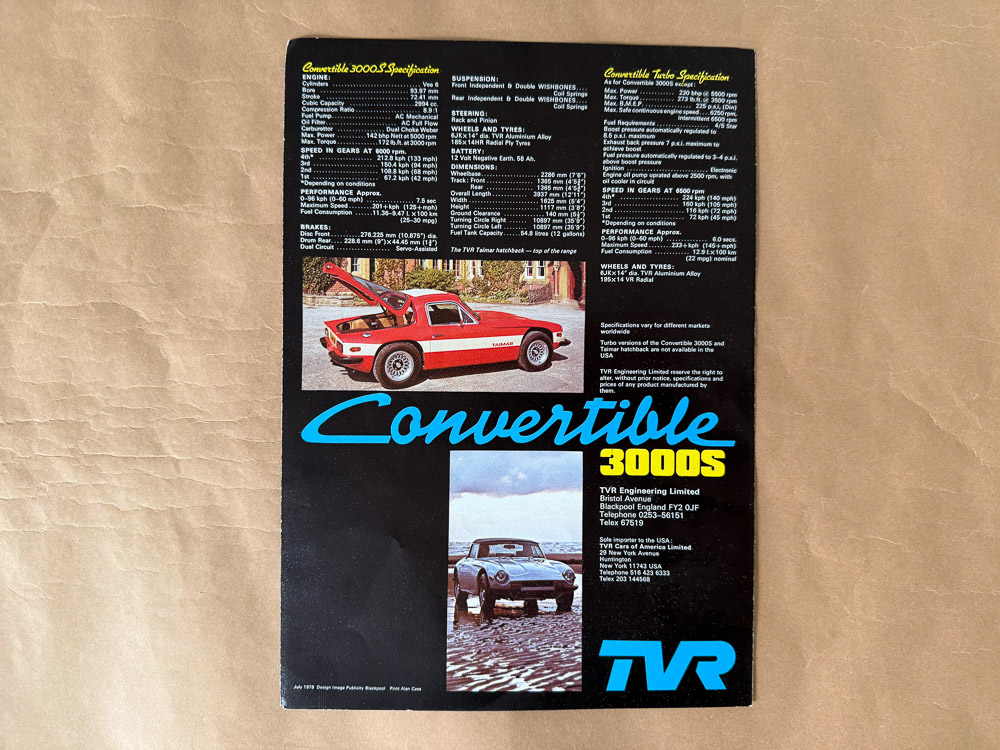 Convertible 3000S Specification
ENGINE:
Cylinders Vee 6
Bore 93.97 mm
Stroke 72.41 mm
Cubic Capacity 2994 cc.
Compression Ratio 8.9:1
Fuel Pump AC Mechanical
Oil Filter AC Full Flow
Carburettor Dual Choke Weber
Max. Power 142 bhp Nett at 5000 rpm
Max. Torque 172 lb.ft. at 3000 rpm
SPEED IN GEARS AT 6000 rpm.
4th* 212.8 kph (133 mph)
3rd 150.4 kph (94 mph)
2nd 108.8 kph (68 mph)
1st 67.2 kph (42 mph)
*Depending on conditions
PERFORMANCE Approx.
0–96 kph (0–60 mph) 7.5 sec
Maximum Speed 201+kph (125+mph)
Fuel Consumption 11.36–9.47 L×100 km
(25–30 mpg)
BRAKES:
Disc Front 276.225 mm (10.875") dia.
Drum Rear 228.6 mm (9")×44.45 mm (1¾")
Dual Circuit Servo-Assisted
SUSPENSION:
Front Independent & Double WISHBONES
Coil Springs
Rear Independent & Double WISHBONES
Coil Springs
STEERING:
Rack and Pinion
WHEELS AND TYRES:
6JK×14" dia. TVR Aluminium Alloy
185×14HR Radial Ply Tyres
BATTERY:
12 Volt Negative Earth. 58 Ah.
DIMENSIONS:
Wheelbase 2286 mm (7'6")
Track: Front 1365 mm (4'5¾")
Rear 1365 mm (4'5¾")
Overall Length 3937 mm (12'11")
Width 1625 mm (5'4")
Height 1117 mm (3'8")
Ground Clearance 140 mm (5½")
Turning Circle Right 10897 mm (35'9")
Turning Circle Left 10897 mm (35'9")
Fuel Tank Capacity 54.8 litres (12 gallons)
The TVR Taimar hatchback — top of the range
Convertible Turbo Specification
As for Convertible 3000S except:
Max. Power 230 bhp @ 5500 rpm
Max. Torque 273 lb.ft. @ 3500 rpm
Max. B.M.E.P. 225 p.s.i. (Din)
Max. Safe continuous engine speed 6250 rpm,
intermittent 6500 rpm
Fuel Requirements 4/5 Star
Boost pressure automatically regulated to
8.5 p.s.i. maximum
Exhaust back pressure 7 p.s.i. maximum to
achieve boost
Fuel pressure automatically regulated to 3–4 p.s.i.
above boost pressure
Ignition Electronic
Engine oil pump uprated above 2500 rpm, with
oil cooler in circuit
SPEED IN GEARS AT 6500 rpm
4th* 224 kph (140 mph)
3rd 160 kph (105 mph)
2nd 116 kph (72 mph)
1st 72 kph (45 mph)
*Depending on conditions
PERFORMANCE Approx.
0–96 kph (0–60 mph) 6.0 secs.
Maximum Speed 233+kph (145+mph)
Fuel Consumption 12.9 l.×100 km
(22 mpg) nominal
WHEELS AND TYRES:
6JK×14" dia. TVR Aluminium Alloy
195×14 VR Radial
Specifications vary for different markets
worldwide
Turbo versions of the Convertible 3000S and
Taimar hatchback are not available in the
USA
TVR Engineering Limited reserve the right to
alter, without prior notice, specifications and
prices of any product manufactured by
them.
TAIMAR
Convertible
3000S
TVR Engineering Limited
Bristol Avenue
Blackpool England FY2 0JF
Telephone 0253–56151
Telex 67519
Sole importer to the USA:
TVR Cars of America Limited
29 New York Avenue
Huntington
New York 11743 USA
Telephone 516 423 6333
Telex 203 144568
TVR
July 1978 Design Image Publicity Blackpool Print Alan Cass